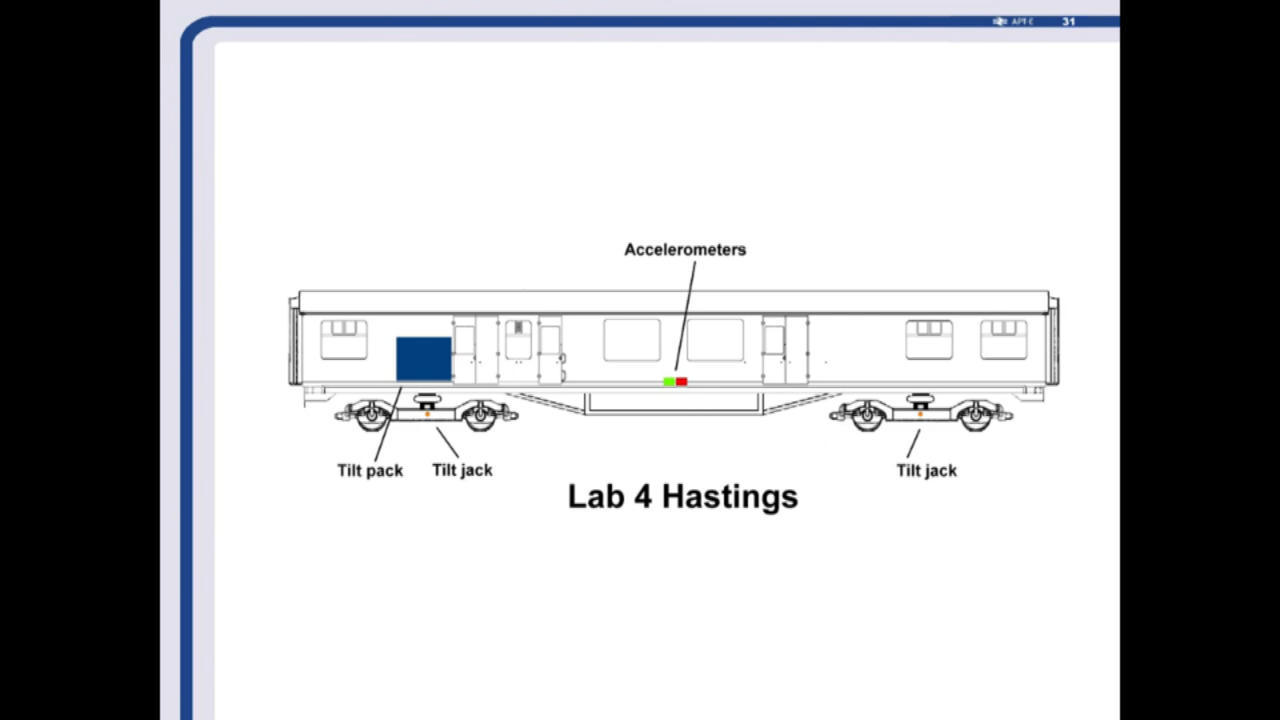 APT-E 31
Accelerometers
Tilt pack
Tilt jack
Tilt jack
Lab 4 Hastings